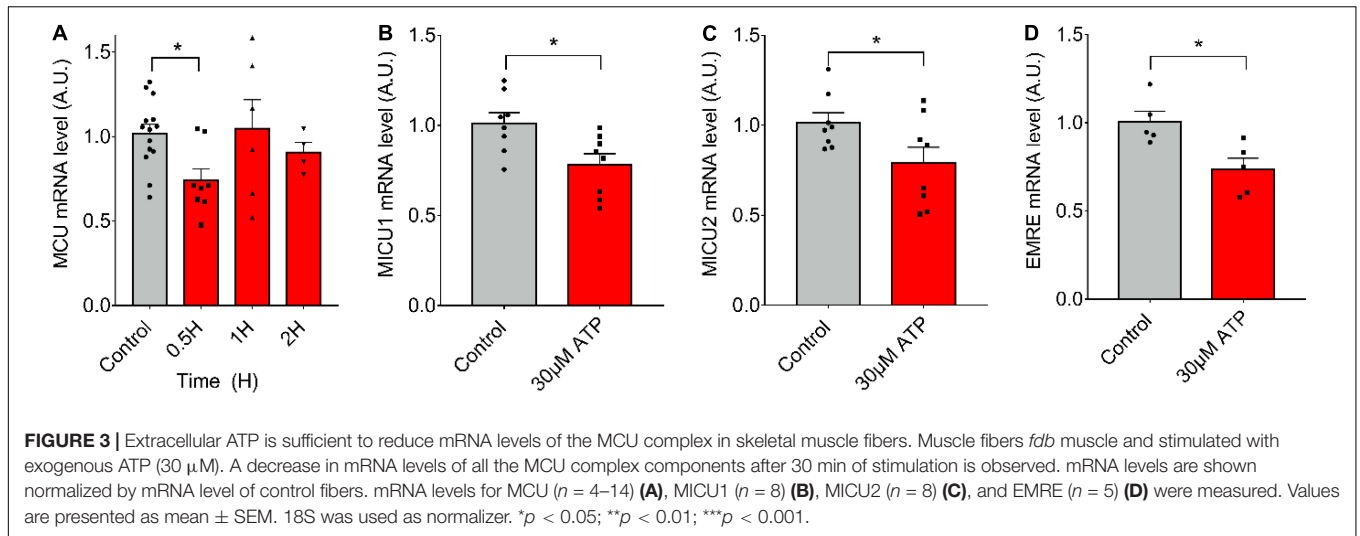 A
*
MCU mRNA level (A.U.)
1.5
1.0
0.5
0.0
Control
0.5H
1H
2H
Time (H)
B
*
MICU1 mRNA level (A.U.)
1.5
1.0
0.5
0.0
Control
30µM ATP
C
*
MICU2 mRNA level (A.U.)
1.5
1.0
0.5
0.0
Control
30µM ATP
D
*
EMRE mRNA level (A.U.)
1.5
1.0
0.5
0.0
Control
30µM ATP
FIGURE 3 | Extracellular ATP is sufficient to reduce mRNA levels of the MCU complex in skeletal muscle fibers. Muscle fibers fdb muscle and stimulated with
exogenous ATP (30 µM). A decrease in mRNA levels of all the MCU complex components after 30 min of stimulation is observed. mRNA levels are shown
normalized by mRNA level of control fibers. mRNA levels for MCU (n = 4–14) (A), MICU1 (n = 8) (B), MICU2 (n = 8) (C), and EMRE (n = 5) (D) were measured. Values
are presented as mean ± SEM. 18S was used as normalizer. *p < 0.05; **p < 0.01; ***p < 0.001.